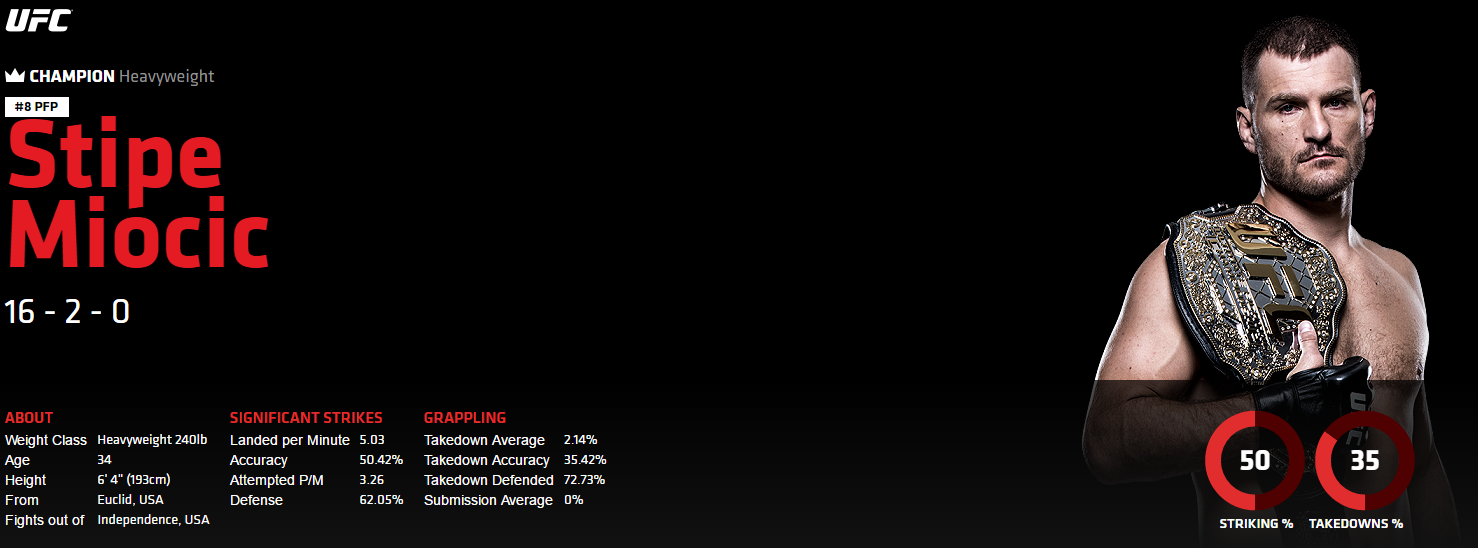 UFC
CHAMPION Heavyweight
#8 PFP
Stipe
Miocic
16 - 2 - 0
ABOUT
Weight Class Heavyweight 240lb
Age 34
Height 6' 4" (193cm)
From Euclid, USA
Fights out of Independence, USA
SIGNIFICANT STRIKES
Landed per Minute 5.03
Accuracy 50.42%
Attempted P/M 3.26
Defense 62.05%
GRAPPLING
Takedown Average 2.14%
Takedown Accuracy 35.42%
Takedown Defended 72.73%
Submission Average 0%
UFC
UFC
50
STRIKING %
35
TAKEDOWNS %